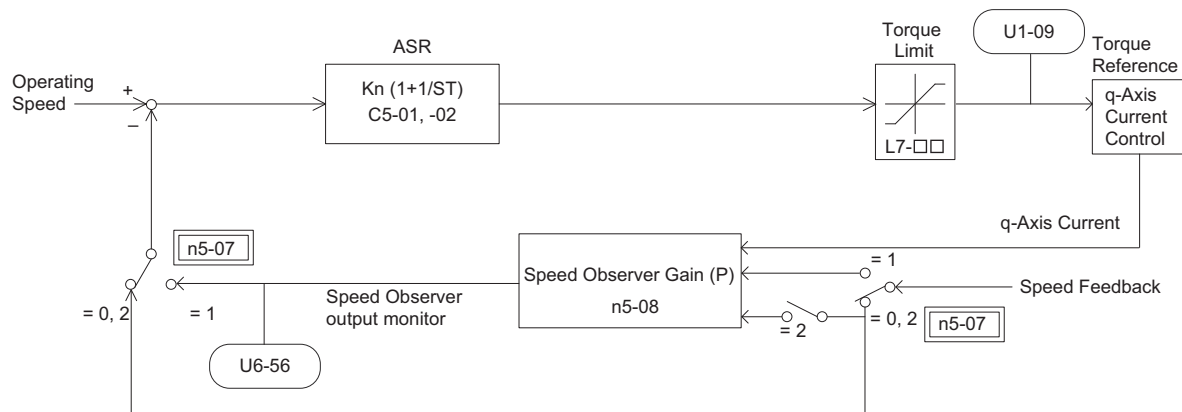 ASR
Kn (1+1/ST)
C5-01, -02
Operating
Speed
+
–
Torque
Limit
L7-□□
U1-09
Torque
Reference
q-Axis
Current
Control
q-Axis Current
n5-07
= 0, 2
= 1
Speed Observer
output monitor
U6-56
Speed Observer Gain (P)
n5-08
= 1
Speed Feedback
= 2
= 0, 2
n5-07